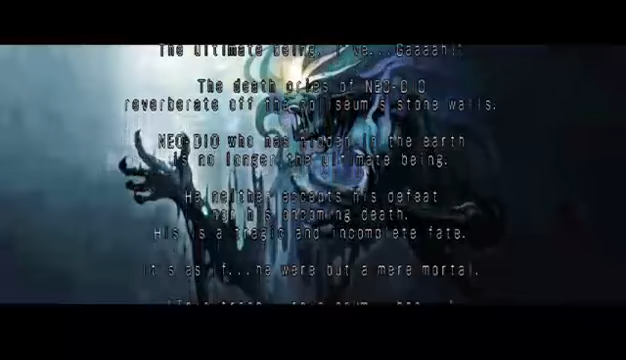 The ultimate being, I've...Gaaaah!!
The death cries of NEO-DIO
reverberate off the coliseum's stone walls.
NEO-DIO who has hidden in the earth
is no longer the ultimate being.
He neither accepts his defeat
nor his oncoming death.
His is a tragic and incomplete fate.
It's as if...he were but a mere mortal.